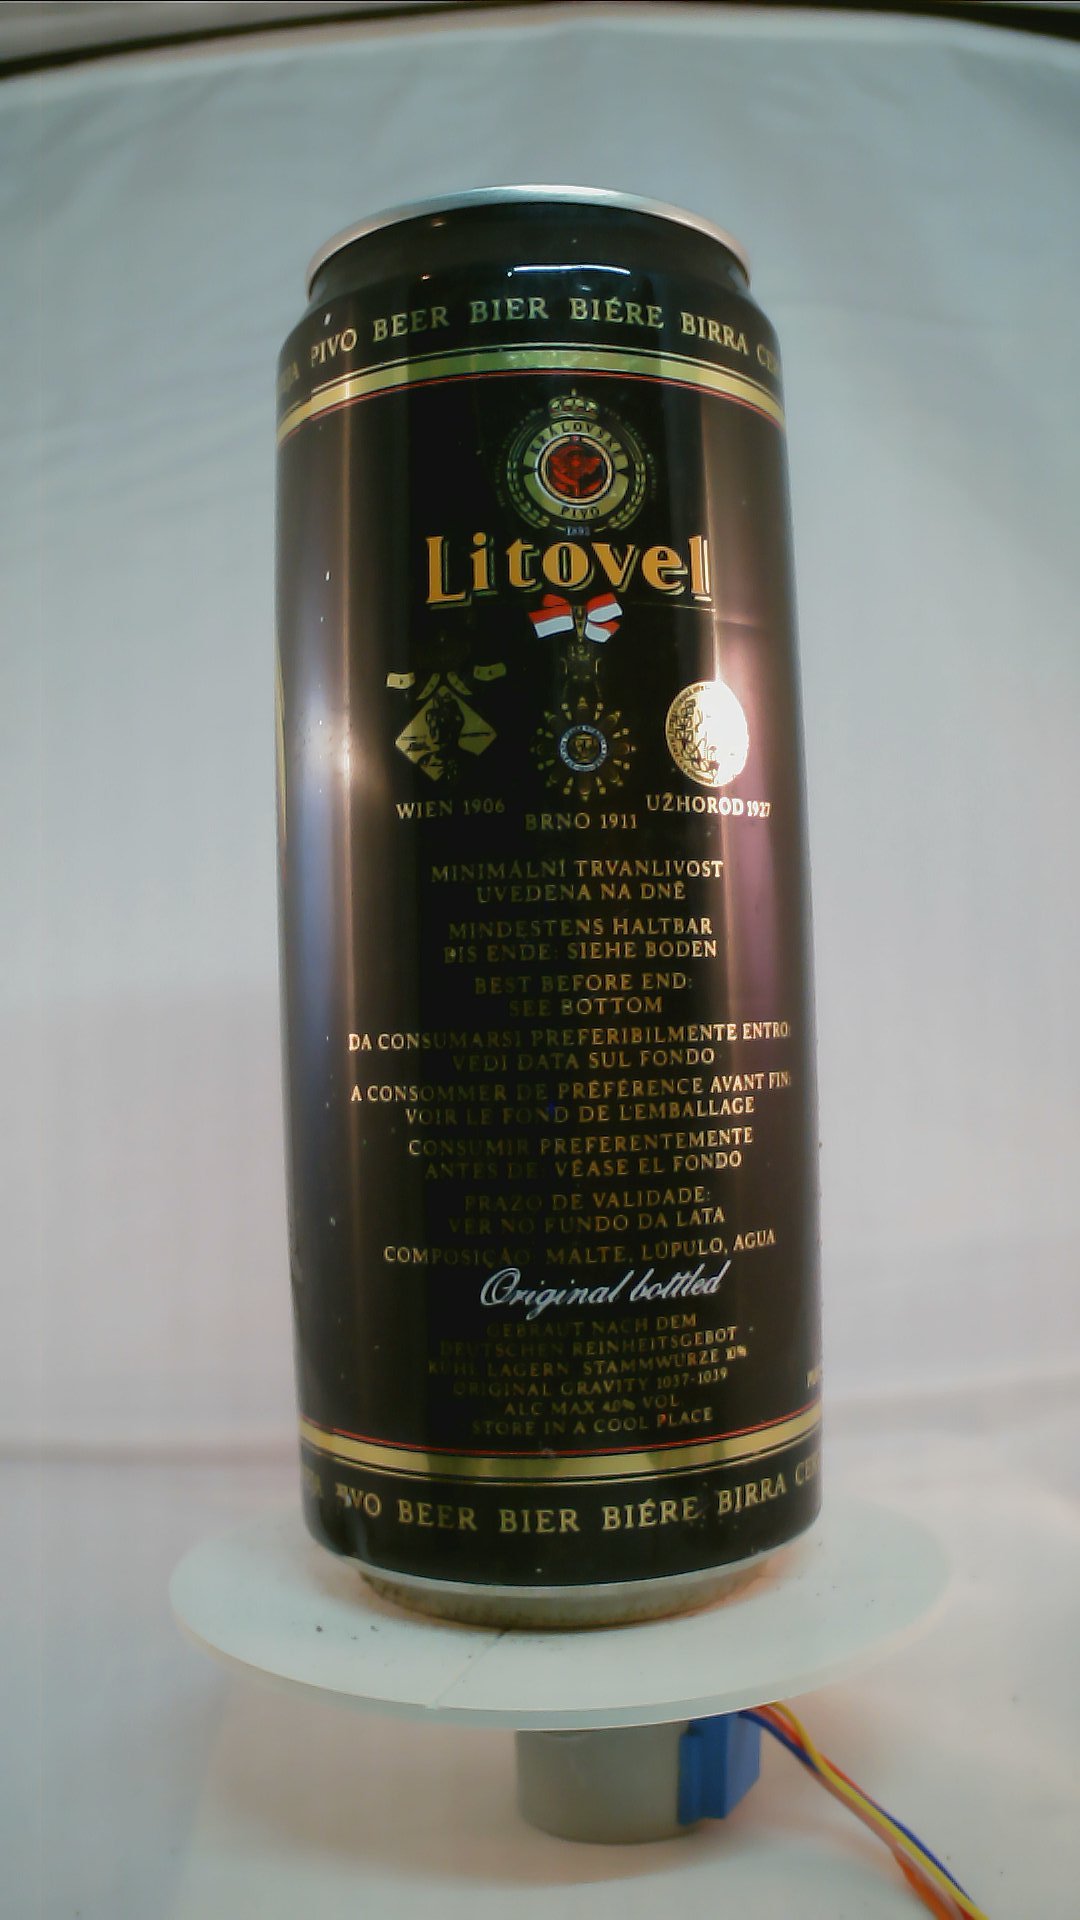 PIVO BEER BIER BIÉRE BIRRA
KRÁLOVSKÉ
PIVO
Litovel
WIEN 1906
BRNO 1911
UŽHOROD 1927
MINIMÁLNÍ TRVANLIVOST
UVEDENA NA DNĚ
MINDESTENS HALTBAR
BIS ENDE: SIEHE BODEN
BEST BEFORE END:
SEE BOTTOM
DA CONSUMARSI PREFERIBILMENTE ENTRO:
VEDI DATA SUL FONDO
A CONSOMMER DE PRÉFÉRENCE AVANT FIN:
VOIR LE FOND DE L'EMBALLAGE
CONSUMIR PREFERENTEMENTE
ANTES DE: VÉASE EL FONDO
PRAZO DE VALIDADE:
VER NO FUNDO DA LATA
COMPOSIÇÃO: MALTE, LÚPULO, AGUA
Original bottled
GEBRAUT NACH DEM
DEUTSCHEN REINHEITSGEBOT
KÜHL LAGERN STAMMWÜRZE 10%
ORIGINAL GRAVITY 1037-1039
ALC MAX 4.0% VOL.
STORE IN A COOL PLACE
PIVO BEER BIER BIÉRE BIRRA